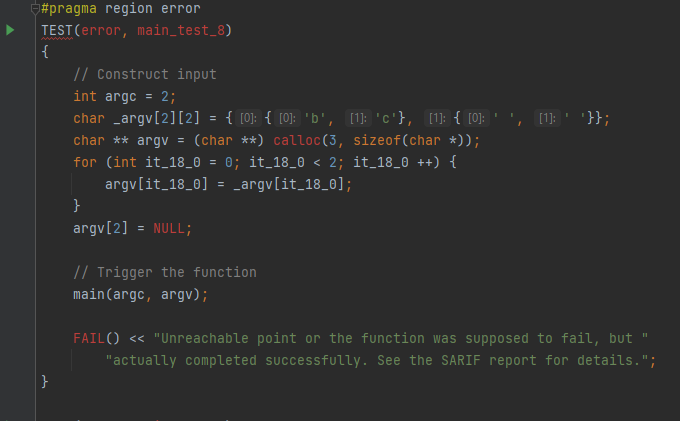 #pragma region error
TEST(error, main_test_8)
{
    // Construct input
    int argc = 2;
    char _argv[2][2] = {[0]:{[0]:'b', [1]:'c'}, [1]:{[0]:' ', [1]:' '}};
    char ** argv = (char **) calloc(3, sizeof(char *));
    for (int it_18_0 = 0; it_18_0 < 2; it_18_0 ++) {
        argv[it_18_0] = _argv[it_18_0];
    }
    argv[2] = NULL;
    // Trigger the function
    main(argc, argv);
    FAIL() << "Unreachable point or the function was supposed to fail, but "
        "actually completed successfully. See the SARIF report for details.";
}